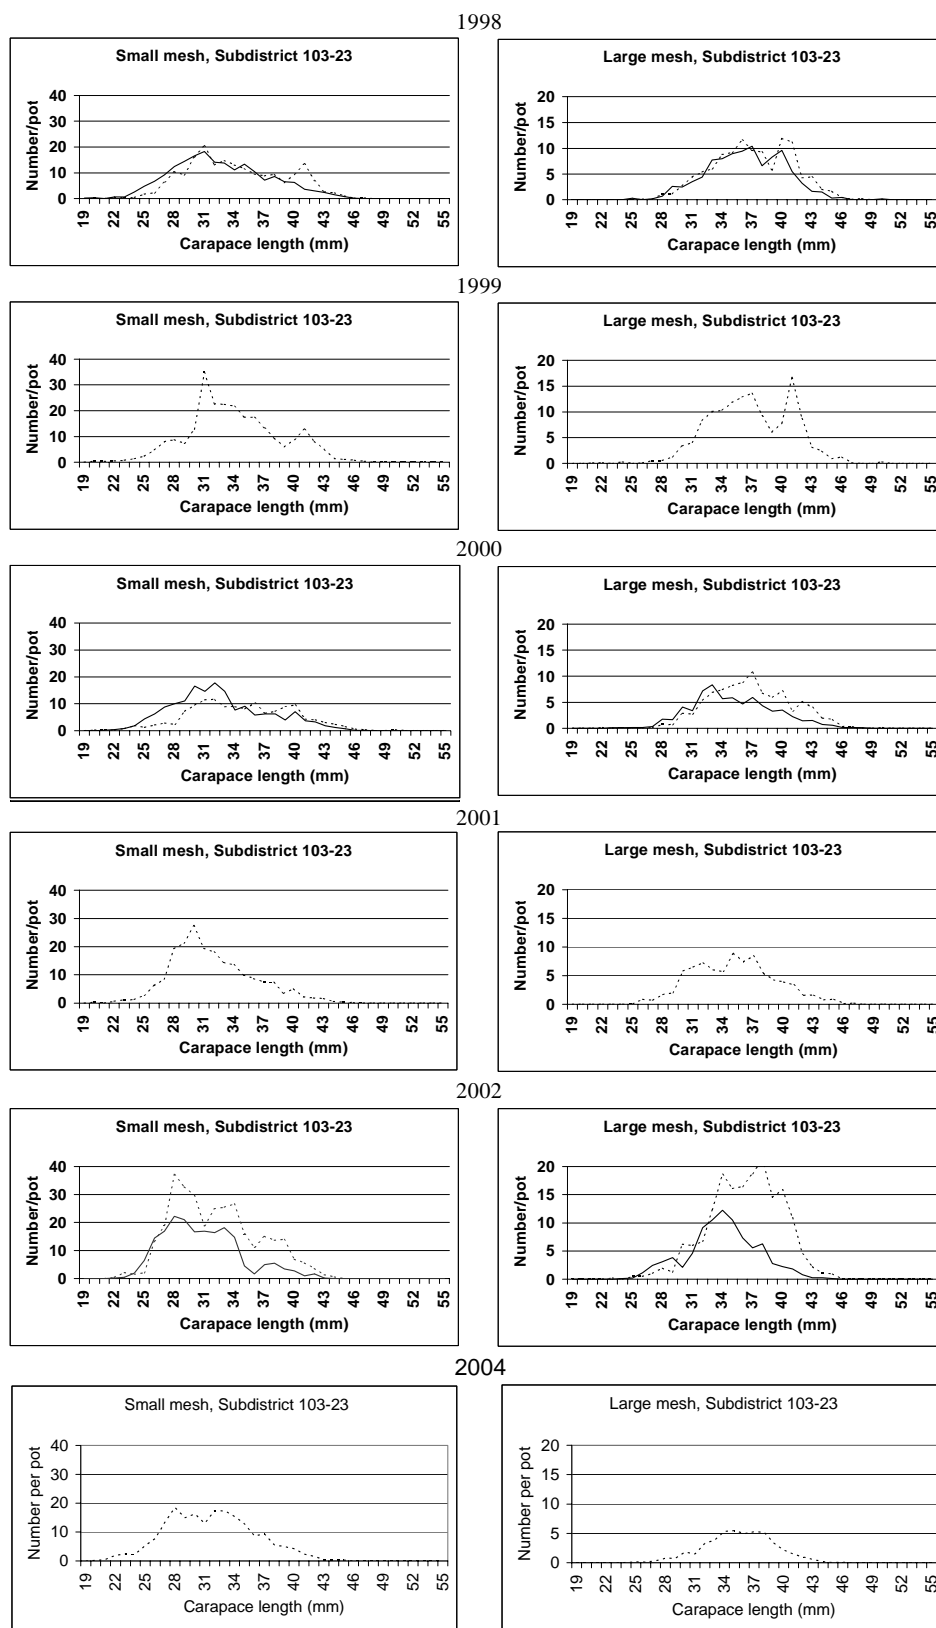 1998
Small mesh, Subdistrict 103-23
Number/pot
40
30
20
10
0
19 22 25 28 31 34 37 40 43 46 49 52 55
Carapace length (mm)
Large mesh, Subdistrict 103-23
Number/pot
20
15
10
5
0
19 22 25 28 31 34 37 40 43 46 49 52 55
Carapace length (mm)
1999
Small mesh, Subdistrict 103-23
Number/pot
40
30
20
10
0
19 22 25 28 31 34 37 40 43 46 49 52 55
Carapace length (mm)
Large mesh, Subdistrict 103-23
Number/pot
20
15
10
5
0
19 22 25 28 31 34 37 40 43 46 49 52 55
Carapace length (mm)
2000
Small mesh, Subdistrict 103-23
Number/pot
40
30
20
10
0
19 22 25 28 31 34 37 40 43 46 49 52 55
Carapace length (mm)
Large mesh, Subdistrict 103-23
Number/pot
20
15
10
5
0
19 22 25 28 31 34 37 40 43 46 49 52 55
Carapace length (mm)
2001
Small mesh, Subdistrict 103-23
Number/pot
40
30
20
10
0
19 22 25 28 31 34 37 40 43 46 49 52 55
Carapace length (mm)
Large mesh, Subdistrict 103-23
Number/pot
20
15
10
5
0
19 22 25 28 31 34 37 40 43 46 49 52 55
Carapace length (mm)
2002
Small mesh, Subdistrict 103-23
Number/pot
40
30
20
10
0
19 22 25 28 31 34 37 40 43 46 49 52 55
Carapace length (mm)
Large mesh, Subdistrict 103-23
Number/pot
20
15
10
5
0
19 22 25 28 31 34 37 40 43 46 49 52 55
Carapace length (mm)
2004
Small mesh, Subdistrict 103-23
Number per pot
40
30
20
10
0
19 22 25 28 31 34 37 40 43 46 49 52 55
Carapace length (mm)
Large mesh, Subdistrict 103-23
Number per pot
20
15
10
5
0
19 22 25 28 31 34 37 40 43 46 49 52 55
Carapace length (mm)